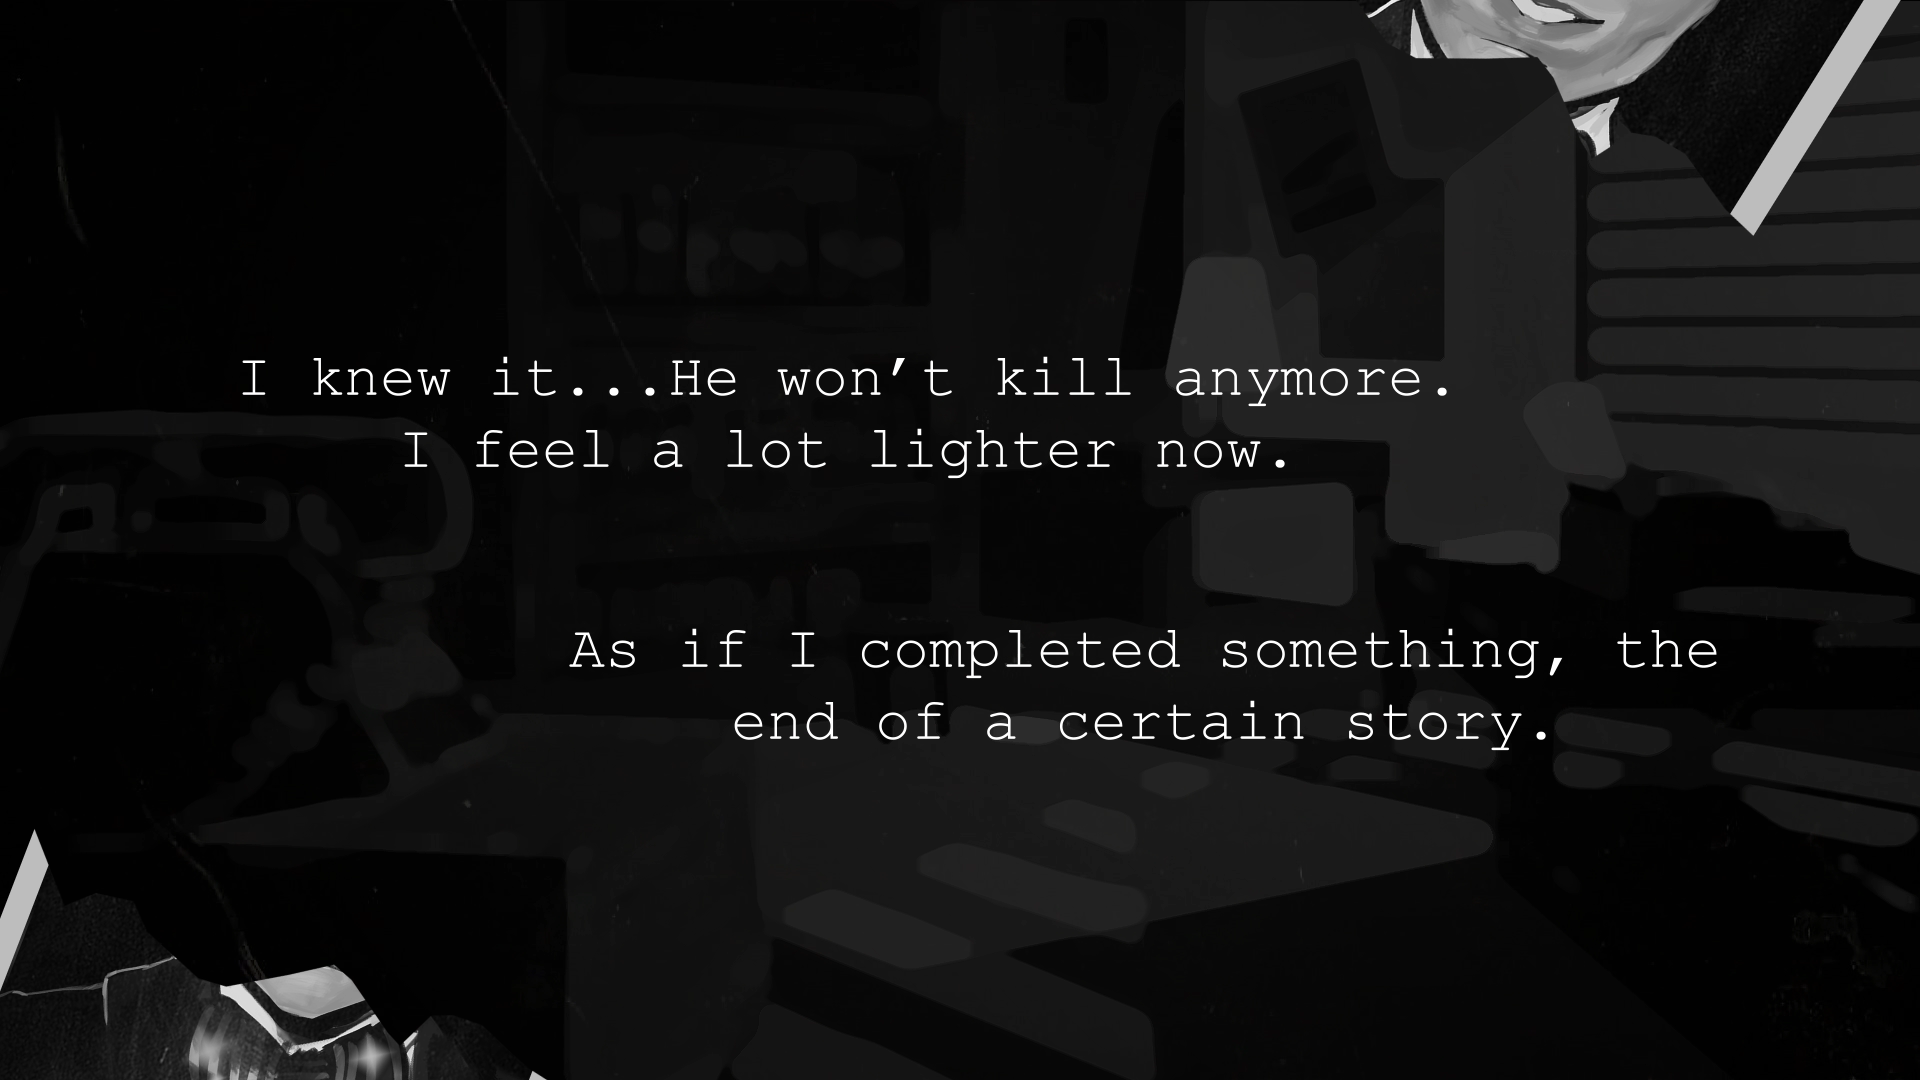 I knew it...He won’t kill anymore.
I feel a lot lighter now.
As if I completed something, the
end of a certain story.